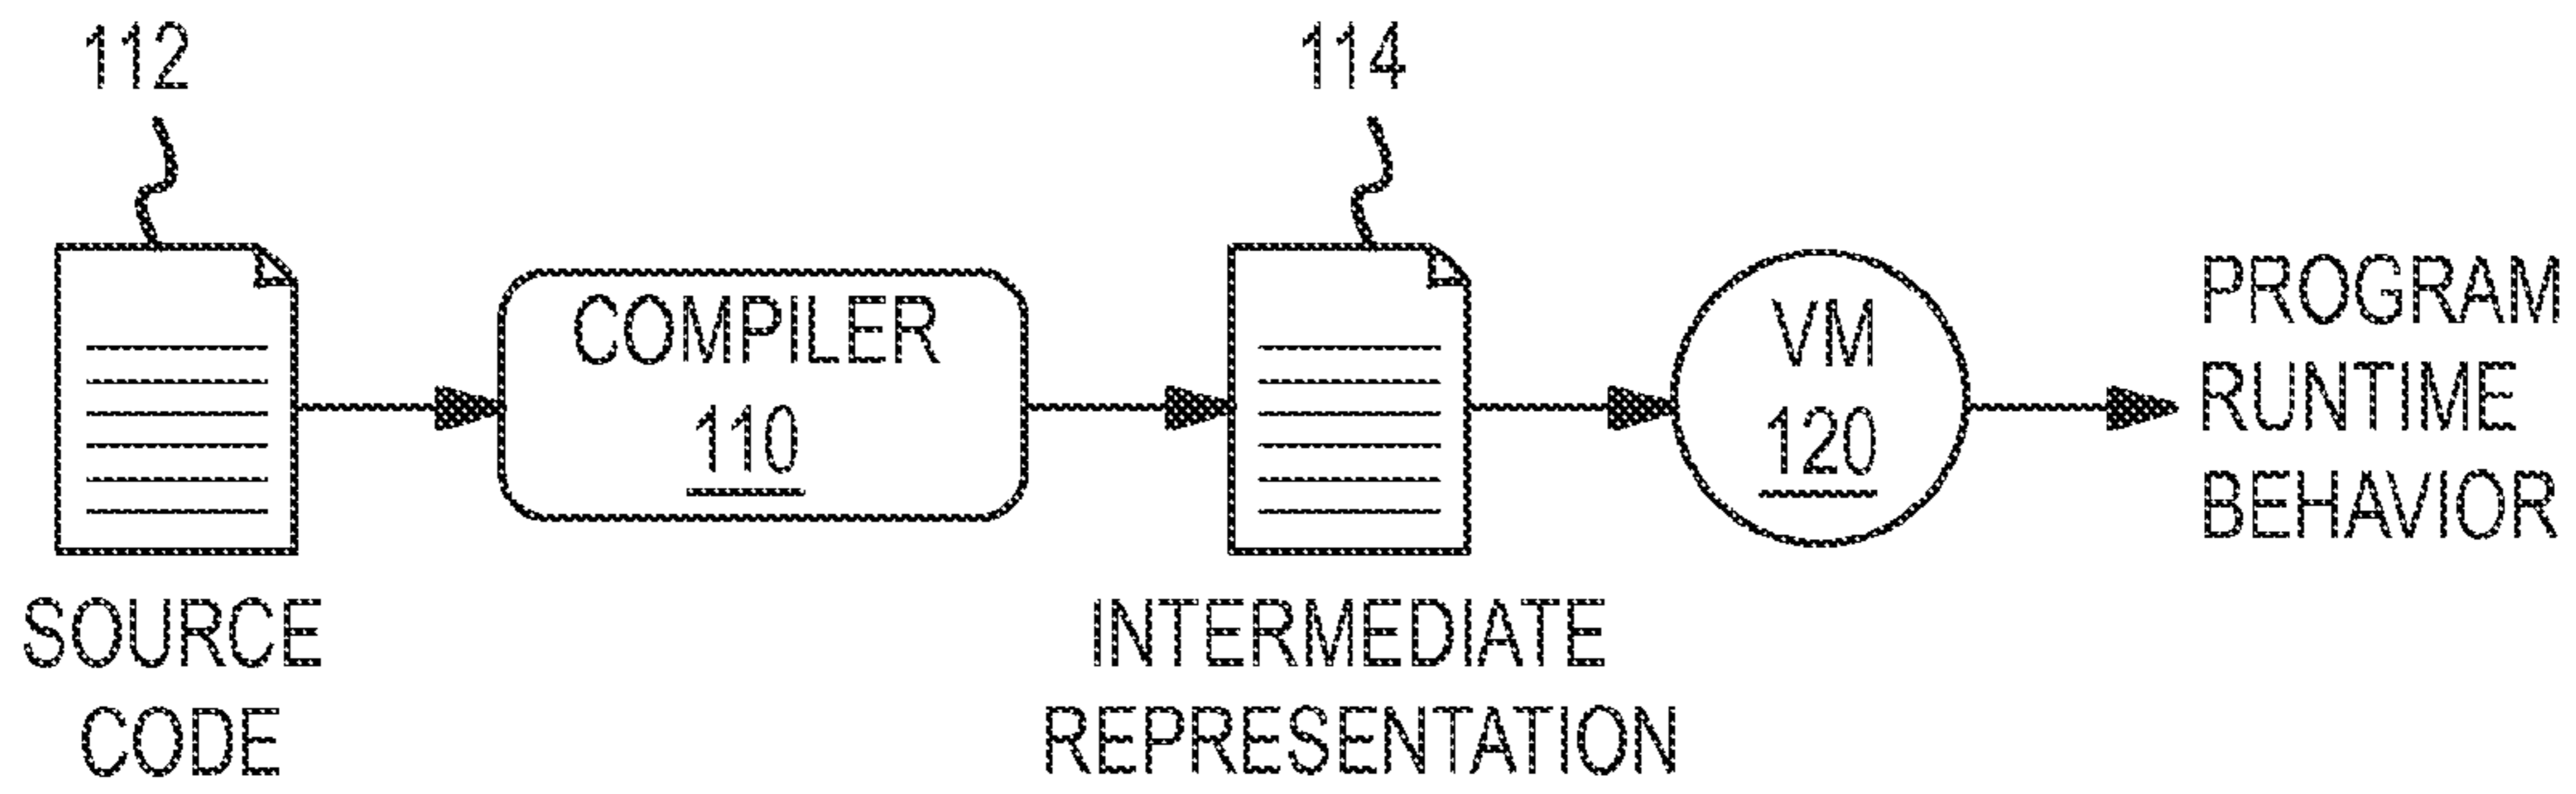 112
114
COMPILER
110
VM
120
PROGRAM
RUNTIME
BEHAVIOR
SOURCE
CODE
INTERMEDIATE
REPRESENTATION